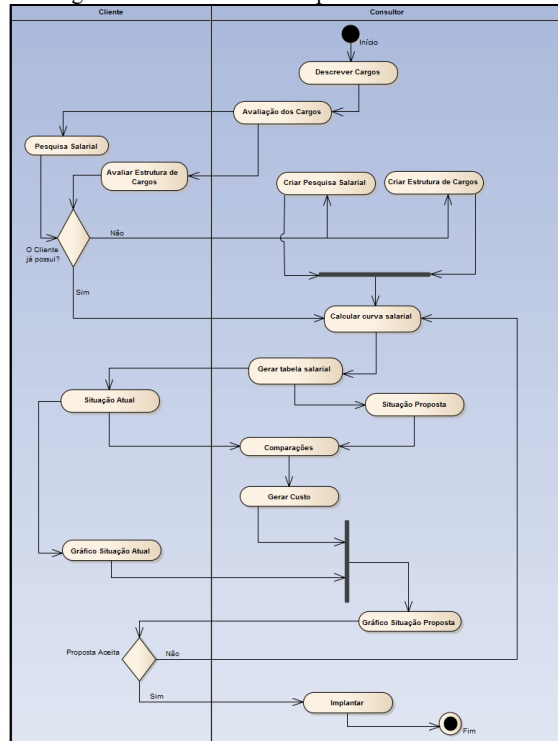 Cliente
Consultor
Início
Descrever Cargos
Avaliação dos Cargos
Pesquisa Salarial
Avaliar Estrutura de
Cargos
Criar Pesquisa Salarial
Criar Estrutura de Cargos
O Cliente
já possui?
Não
Sim
Calcular curva salarial
Gerar tabela salarial
Situação Atual
Situação Proposta
Comparações
Gerar Custo
Gráfico Situação Atual
Gráfico Situação Proposta
Proposta Aceita
Não
Sim
Implantar
Fim